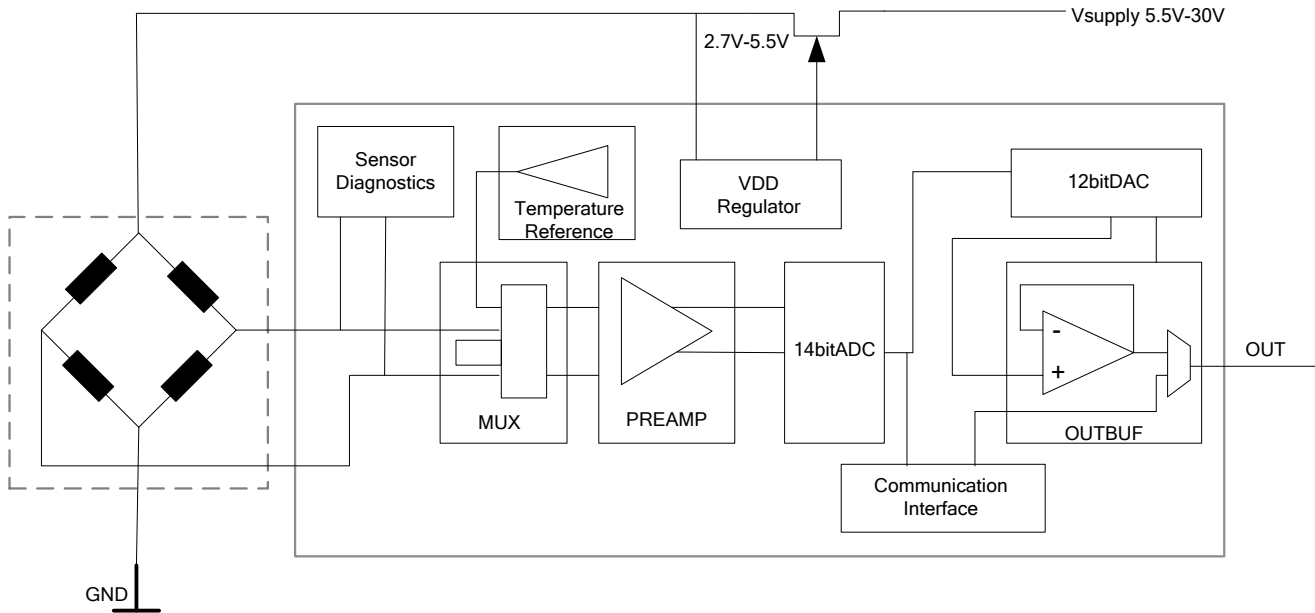 Vsupply 5.5V-30V
2.7V-5.5V
Sensor
Diagnostics
Temperature
Reference
VDD
Regulator
12bitDAC
14bitADC
-
+
OUT
MUX
PREAMP
OUTBUF
Communication
Interface
GND